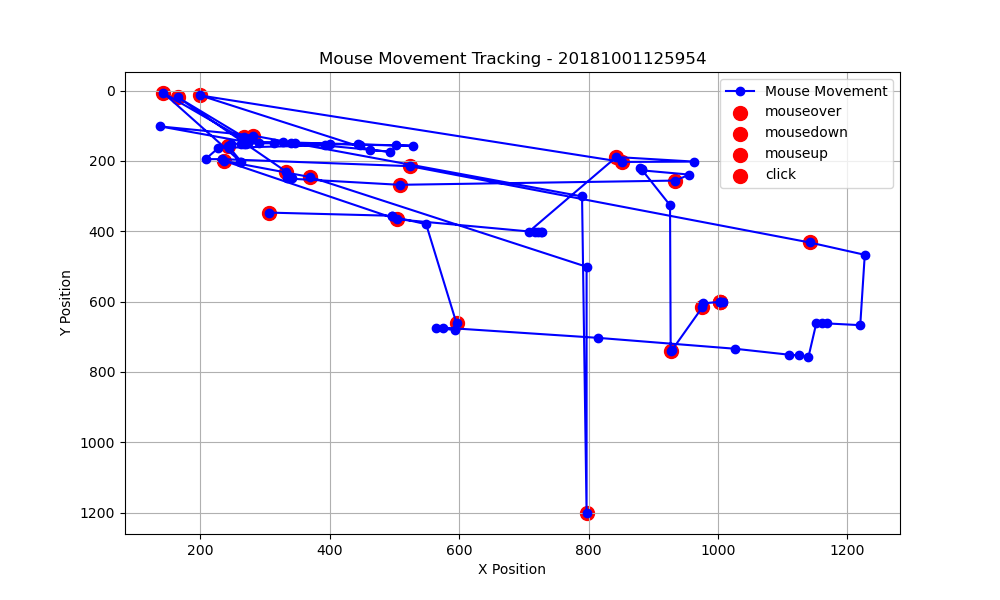 Mouse Movement Tracking - 20181001125954
Mouse Movement
mouseover
mousedown
mouseup
click
0
200
400
600
800
1000
1200
Y Position
200
400
600
800
1000
1200
X Position